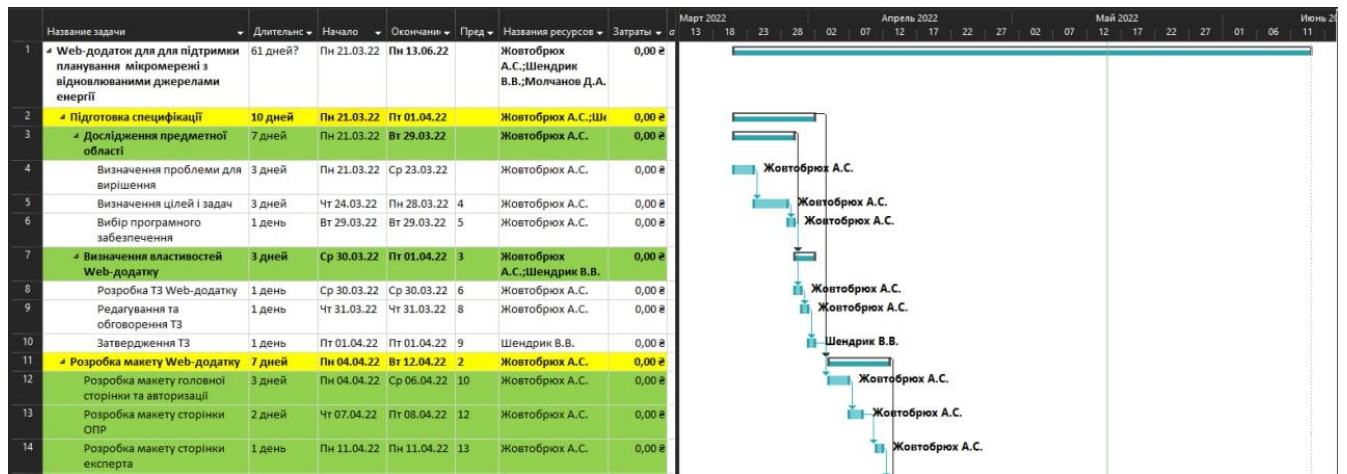 Название задачи Длительнс Начало Окончани Пред Названия ресурсов Затраты
Март 2022 Апрель 2022 Май 2022 Июнь 20
13 18 23 28 02 07 12 17 22 27 02 07 12 17 22 27 01 06 11
1 Web-додаток для для підтримки 61 дней? Пн 21.03.22 Пн 13.06.22 Жовтобрюх 0,00 ₴
планування мікромережі з А.С.;Шендрик
відновлюваними джерелами В.В.;Молчанов Д.А.
енергії
2 Підготовка специфікації 10 дней Пн 21.03.22 Пт 01.04.22 Жовтобрюх А.С.;Ше 0,00 ₴
3 Дослідження предметної 7 дней Пн 21.03.22 Вт 29.03.22 Жовтобрюх А.С. 0,00 ₴
області
4 Визначення проблеми для 3 дней Пн 21.03.22 Ср 23.03.22 Жовтобрюх А.С. 0,00 ₴ Жовтобрюх А.С.
вирішення
5 Визначення цілей і задач 3 дней Чт 24.03.22 Пн 28.03.22 4 Жовтобрюх А.С. 0,00 ₴ Жовтобрюх А.С.
6 Вибір програмного 1 день Вт 29.03.22 Вт 29.03.22 5 Жовтобрюх А.С. 0,00 ₴ Жовтобрюх А.С.
забезпечення
7 Визначення властивостей 3 дней Ср 30.03.22 Пт 01.04.22 3 Жовтобрюх 0,00 ₴
Web-додатку А.С.;Шендрик В.В.
8 Розробка ТЗ Web-додатку 1 день Ср 30.03.22 Ср 30.03.22 6 Жовтобрюх А.С. 0,00 ₴ Жовтобрюх А.С.
9 Редагування та 1 день Чт 31.03.22 Чт 31.03.22 8 Жовтобрюх А.С. 0,00 ₴ Жовтобрюх А.С.
обговорення ТЗ
10 Затвердження ТЗ 1 день Пт 01.04.22 Пт 01.04.22 9 Шендрик В.В. 0,00 ₴ Шендрик В.В.
11 Розробка макету Web-додатку 7 дней Пн 04.04.22 Вт 12.04.22 2 Жовтобрюх А.С. 0,00 ₴
12 Розробка макету головної 3 дней Пн 04.04.22 Ср 06.04.22 10 Жовтобрюх А.С. 0,00 ₴ Жовтобрюх А.С.
сторінки та авторизації
13 Розробка макету сторінки 2 дней Чт 07.04.22 Пт 08.04.22 12 Жовтобрюх А.С. 0,00 ₴ Жовтобрюх А.С.
ОПР
14 Розробка макету сторінки 1 день Пн 11.04.22 Пн 11.04.22 13 Жовтобрюх А.С. 0,00 ₴ Жовтобрюх А.С.
експерта